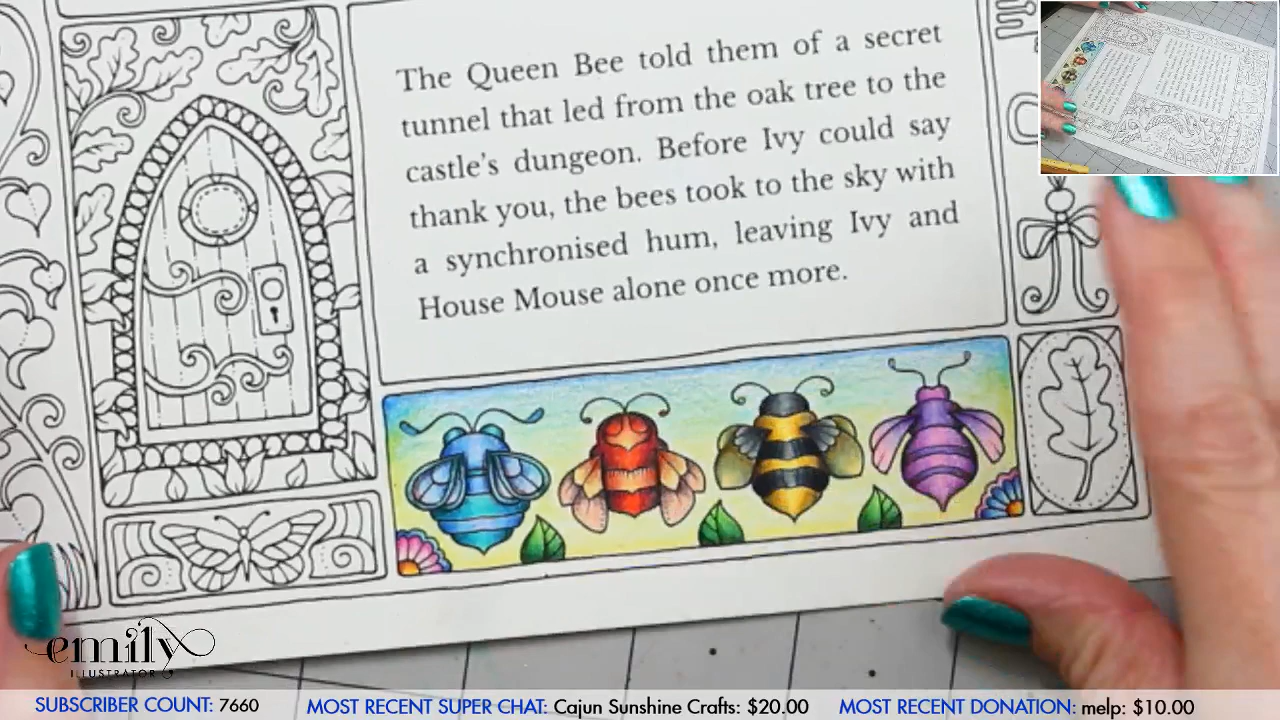 The Queen Bee told them of a secret
tunnel that led from the oak tree to the
castle's dungeon. Before Ivy could say
thank you, the bees took to the sky with
a synchronised hum, leaving Ivy and
House Mouse alone once more.
emily
ILLUSTRATOR
SUBSCRIBER COUNT: 7660 MOST RECENT SUPER CHAT: Cajun Sunshine Crafts: $20.00 MOST RECENT DONATION: melp: $10.00